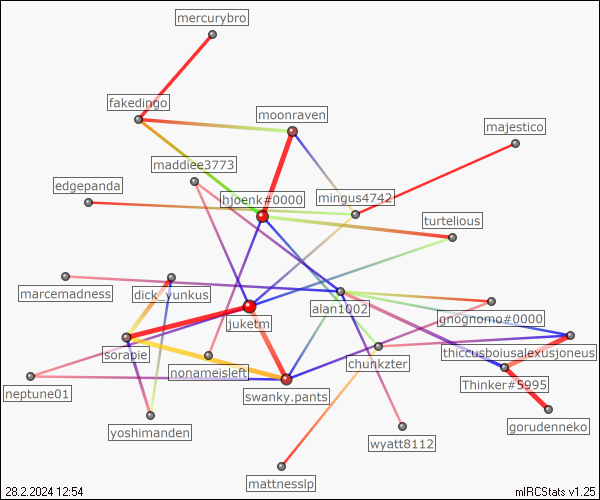 mercurybro
fakedingo
moonraven
majestico
maddiee3773
edgepanda
hjoenk#0000
mingus4742
turtelious
marcemadness
dick_yunkus
alan1002
gnognomo#0000
juketm
sorapie
thiccusboiusalexusjoneus
chunkzter
nonameisleft
Thinker#5995
neptune01
swanky.pants
gorudenneko
yoshimanden
wyatt8112
mattnesslp
28.2.2024 12:54
mIRCStats v1.25